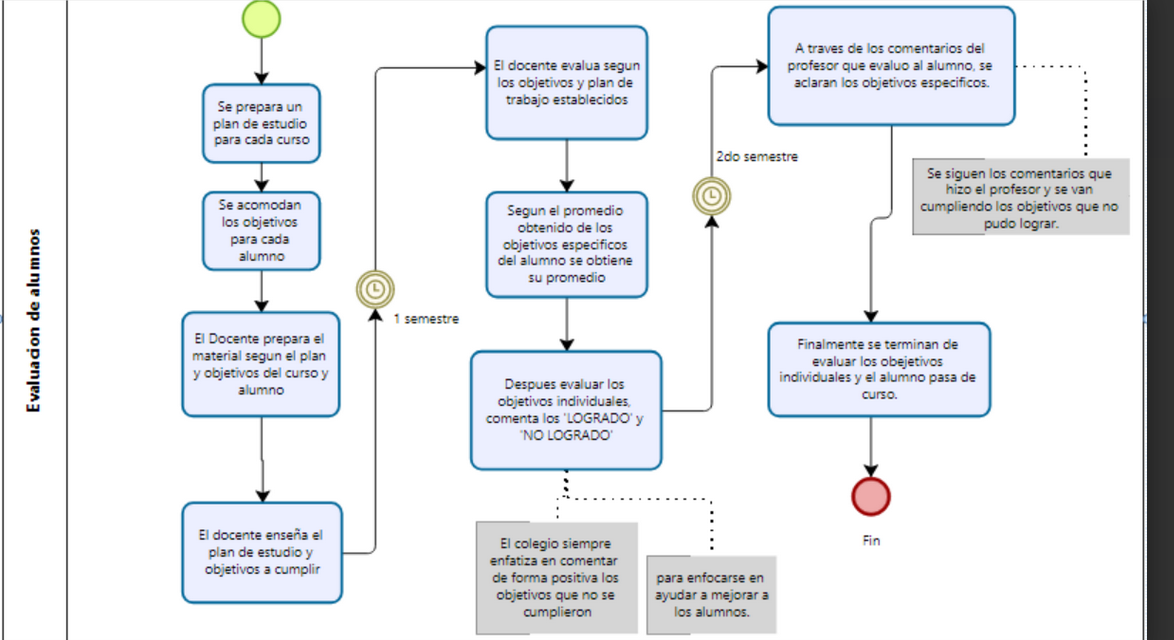 Evaluacion de alumnos
Se prepara un
plan de estudio
para cada curso
Se acomodan
los objetivos
para cada
alumno
El Docente prepara el
material segun el plan
y objetivos del curso y
alumno
El docente enseña el
plan de estudio y
objetivos a cumplir
1 semestre
El docente evalua segun
los objetivos y plan de
trabajo establecidos
Segun el promedio
obtenido de los
objetivos especificos
del alumno se obtiene
su promedio
Despues evaluar los
objetivos individuales,
comenta los 'LOGRADO' y
'NO LOGRADO'
El colegio siempre
enfatiza en comentar
de forma positiva los
objetivos que no se
cumplieron
para enfocarse en
ayudar a mejorar a
los alumnos.
2do semestre
A traves de los comentarios del
profesor que evaluo al alumno, se
aclaran los objetivos especificos.
Se siguen los comentarios que
hizo el profesor y se van
cumpliendo los objetivos que no
pudo lograr.
Finalmente se terminan de
evaluar los obejetivos
individuales y el alumno pasa de
curso.
Fin